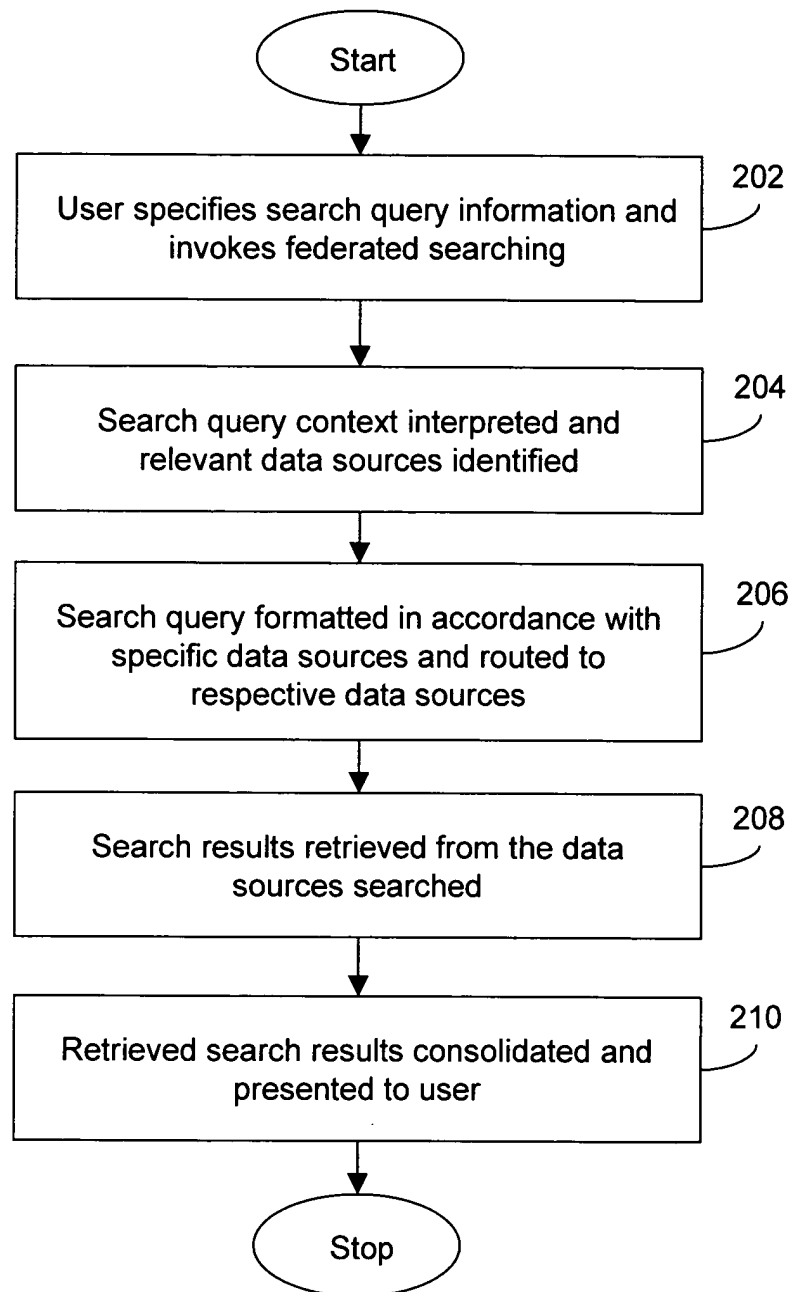 Start
202
User specifies search query information and
invokes federated searching
204
Search query context interpreted and
relevant data sources identified
206
Search query formatted in accordance with
specific data sources and routed to
respective data sources
208
Search results retrieved from the data
sources searched
210
Retrieved search results consolidated and
presented to user
Stop